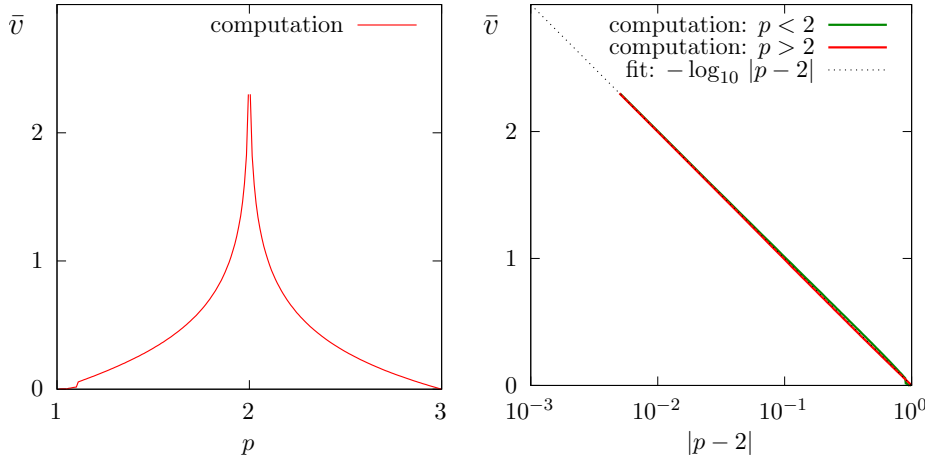 v̄
computation
2
1
0
1
2
3
p
v̄
computation: p < 2
computation: p > 2
fit: − log₁₀ |p − 2|
2
1
0
10⁻³
10⁻²
10⁻¹
10⁰
|p − 2|